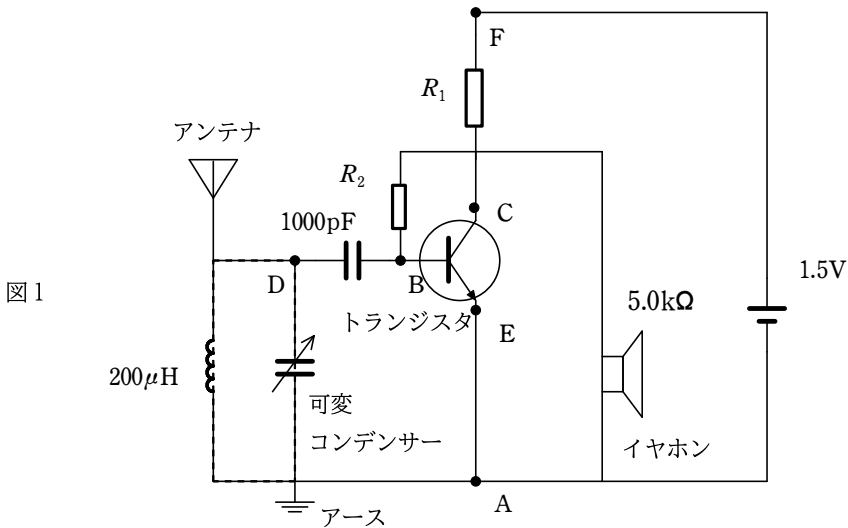 F
R₁
アンテナ
R₂
1000pF
C
D
B
1.5V
図1
トランジスタ
5.0kΩ
E
200μH
可変
コンデンサー
イヤホン
A
アース